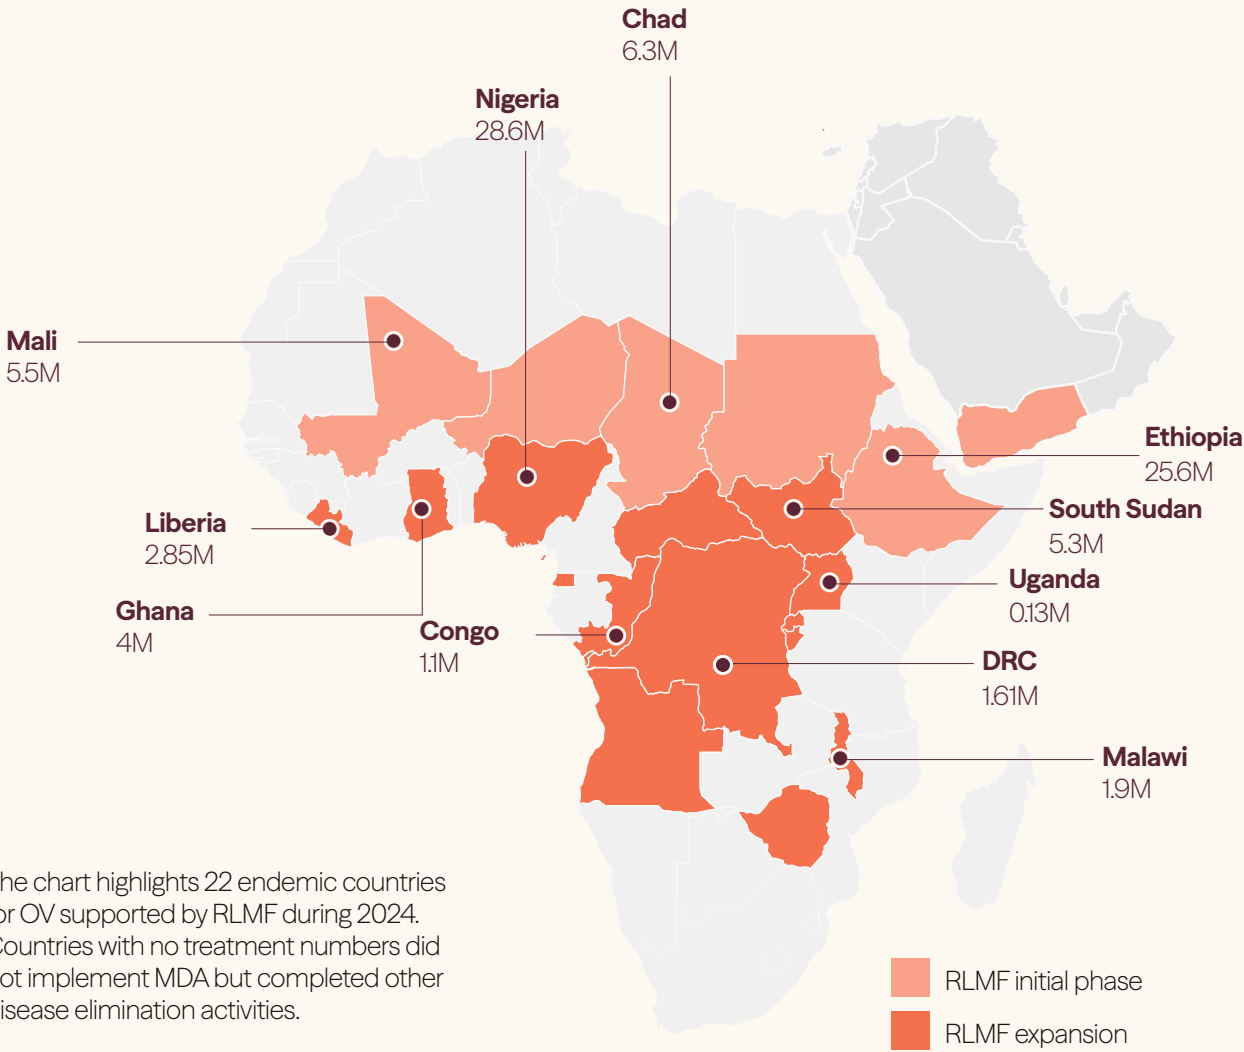 Chad
6.3M
Nigeria
28.6M
Mali
5.5M
Ethiopia
25.6M
South Sudan
5.3M
Liberia
2.85M
Uganda
0.13M
Ghana
4M
Congo
1.1M
DRC
1.61M
Malawi
1.9M
he chart highlights 22 endemic countries
or OV supported by RLMF during 2024.
Countries with no treatment numbers did
ot implement MDA but completed other
isease elimination activities.
RLMF initial phase
RLMF expansion